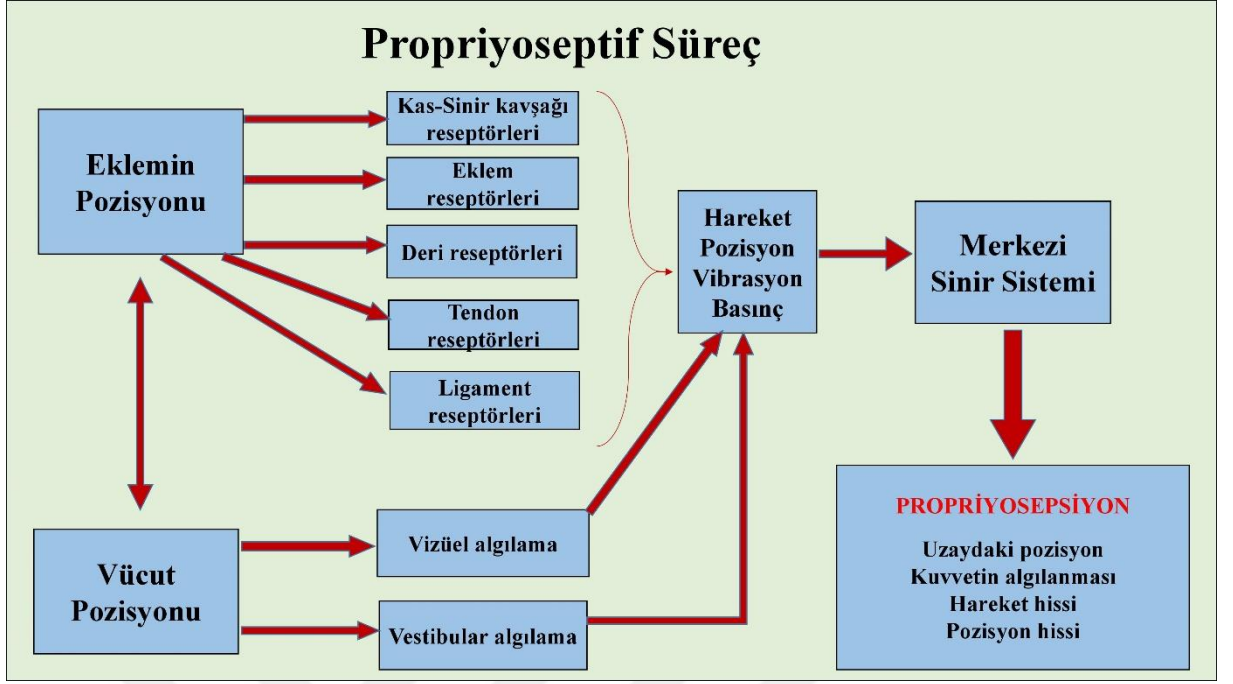 Propriyoseptif Süreç
Eklemin
Pozisyonu
Kas-Sinir kavşağı
reseptörleri
Eklem
reseptörleri
Deri reseptörleri
Tendon
reseptörleri
Ligament
reseptörleri
Hareket
Pozisyon
Vibrasyon
Basınç
Merkezi
Sinir Sistemi
Vücut
Pozisyonu
Vizüel algılama
Vestibular algılama
PROPRİYOSEPSİYON
Uzaydaki pozisyon
Kuvvetin algılanması
Hareket hissi
Pozisyon hissi